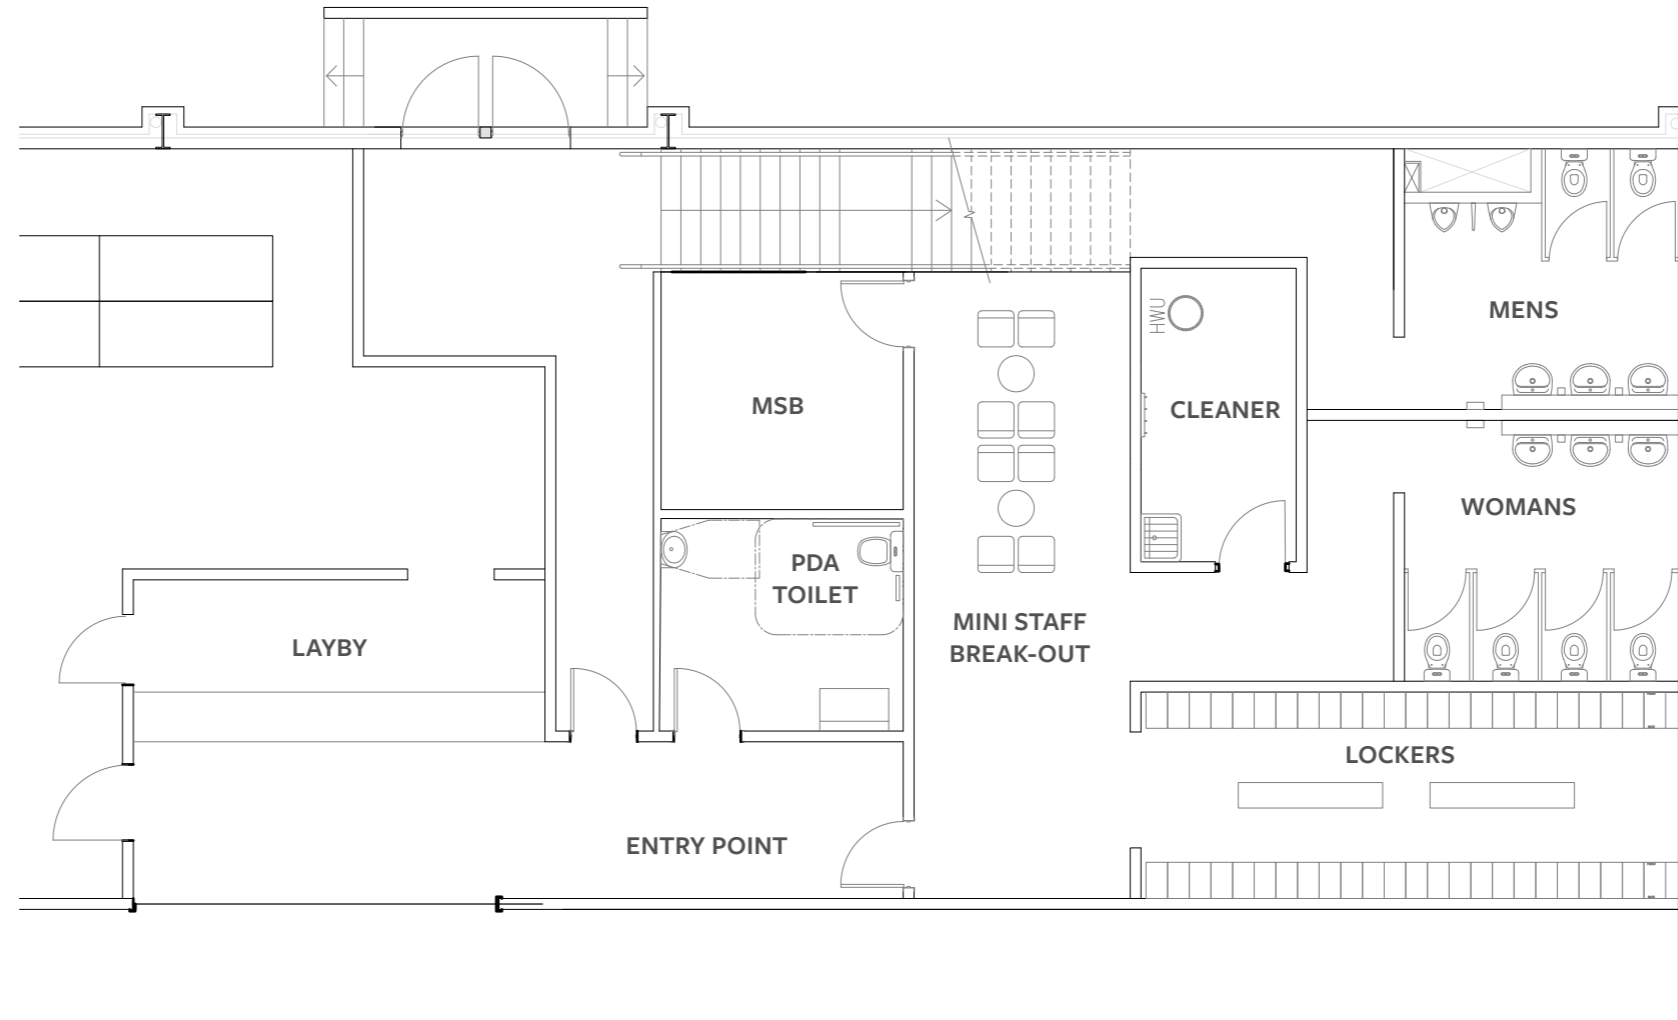 MENS
HWU
MSB
CLEANER
WOMANS
PDA
TOILET
MINI STAFF
BREAK-OUT
LAYBY
LOCKERS
ENTRY POINT